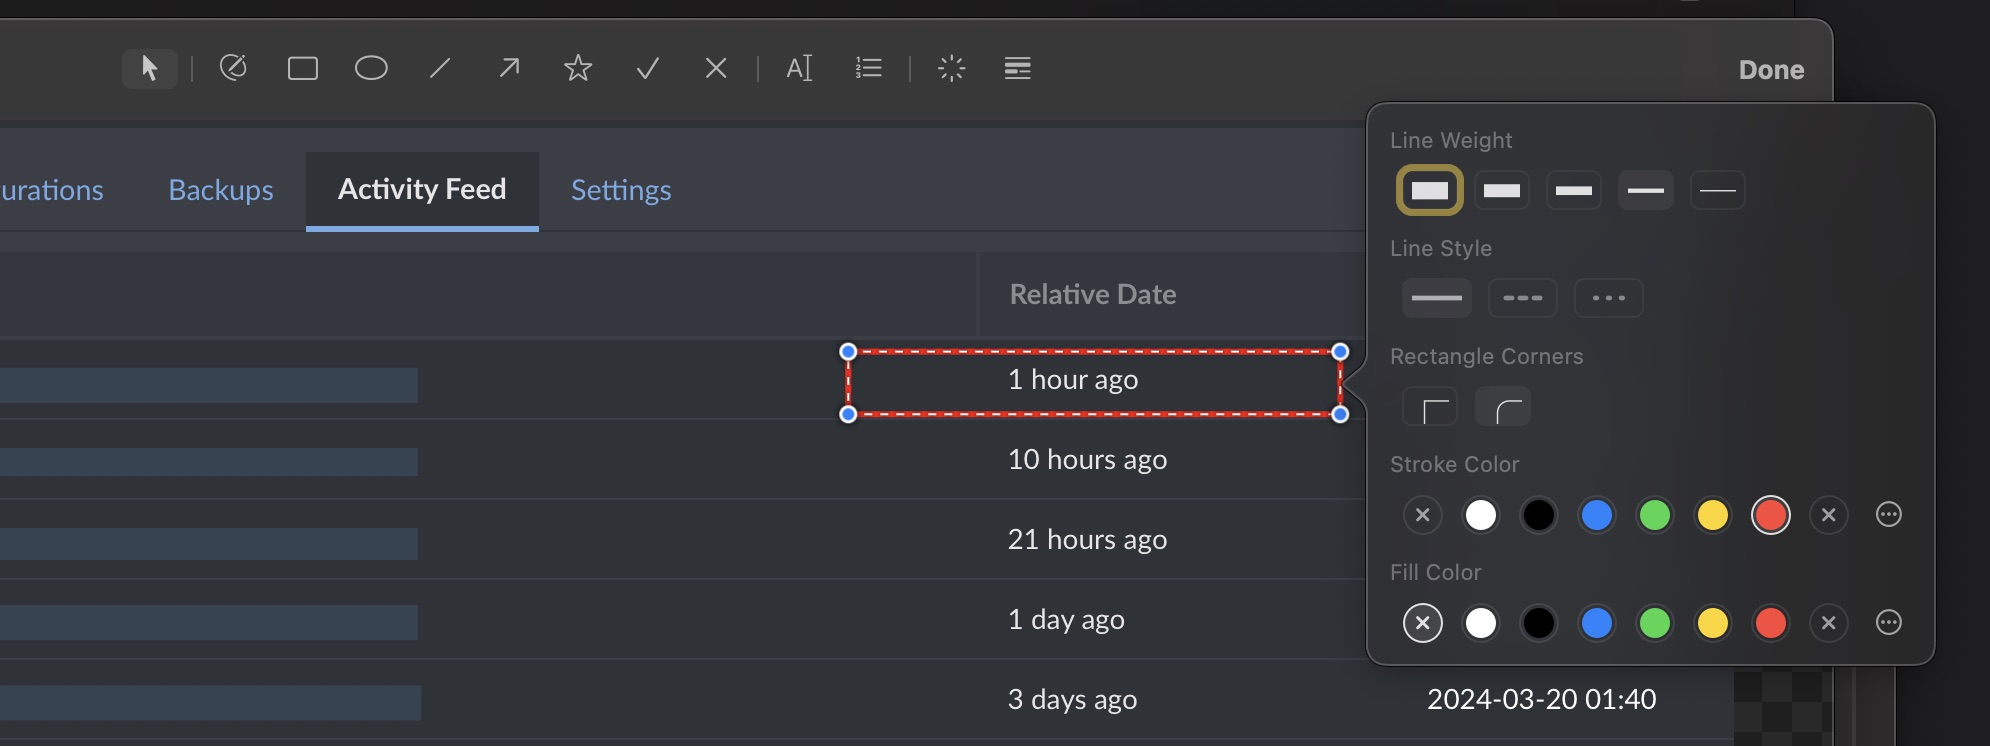 Done
urations Backups Activity Feed Settings
Relative Date
1 hour ago
10 hours ago
21 hours ago
1 day ago
3 days ago 2024-03-20 01:40
Line Weight
Line Style
Rectangle Corners
Stroke Color
Fill Color